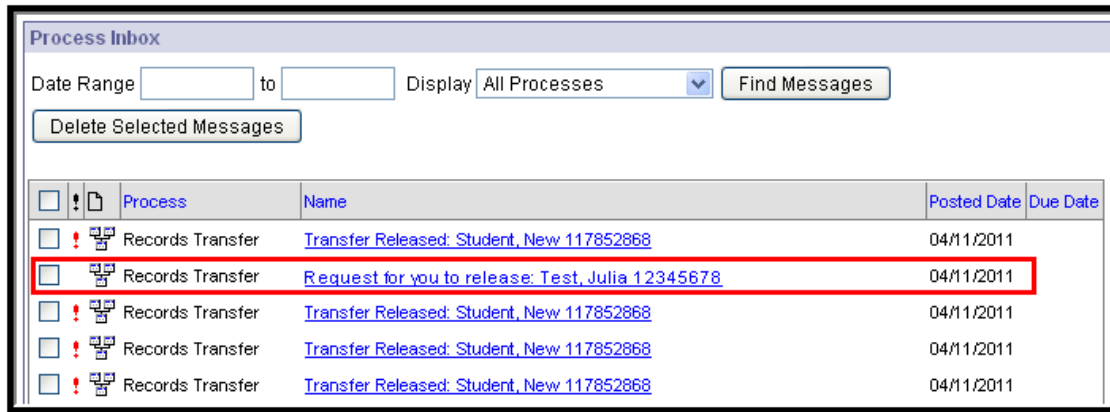 Process Inbox
Date Range to Display All Processes Find Messages
Delete Selected Messages
! Process Name Posted Date Due Date
! Records Transfer Transfer Released: Student, New 117852868 04/11/2011
Records Transfer Request for you to release: Test, Julia 12345678 04/11/2011
! Records Transfer Transfer Released: Student, New 117852868 04/11/2011
! Records Transfer Transfer Released: Student, New 117852868 04/11/2011
! Records Transfer Transfer Released: Student, New 117852868 04/11/2011